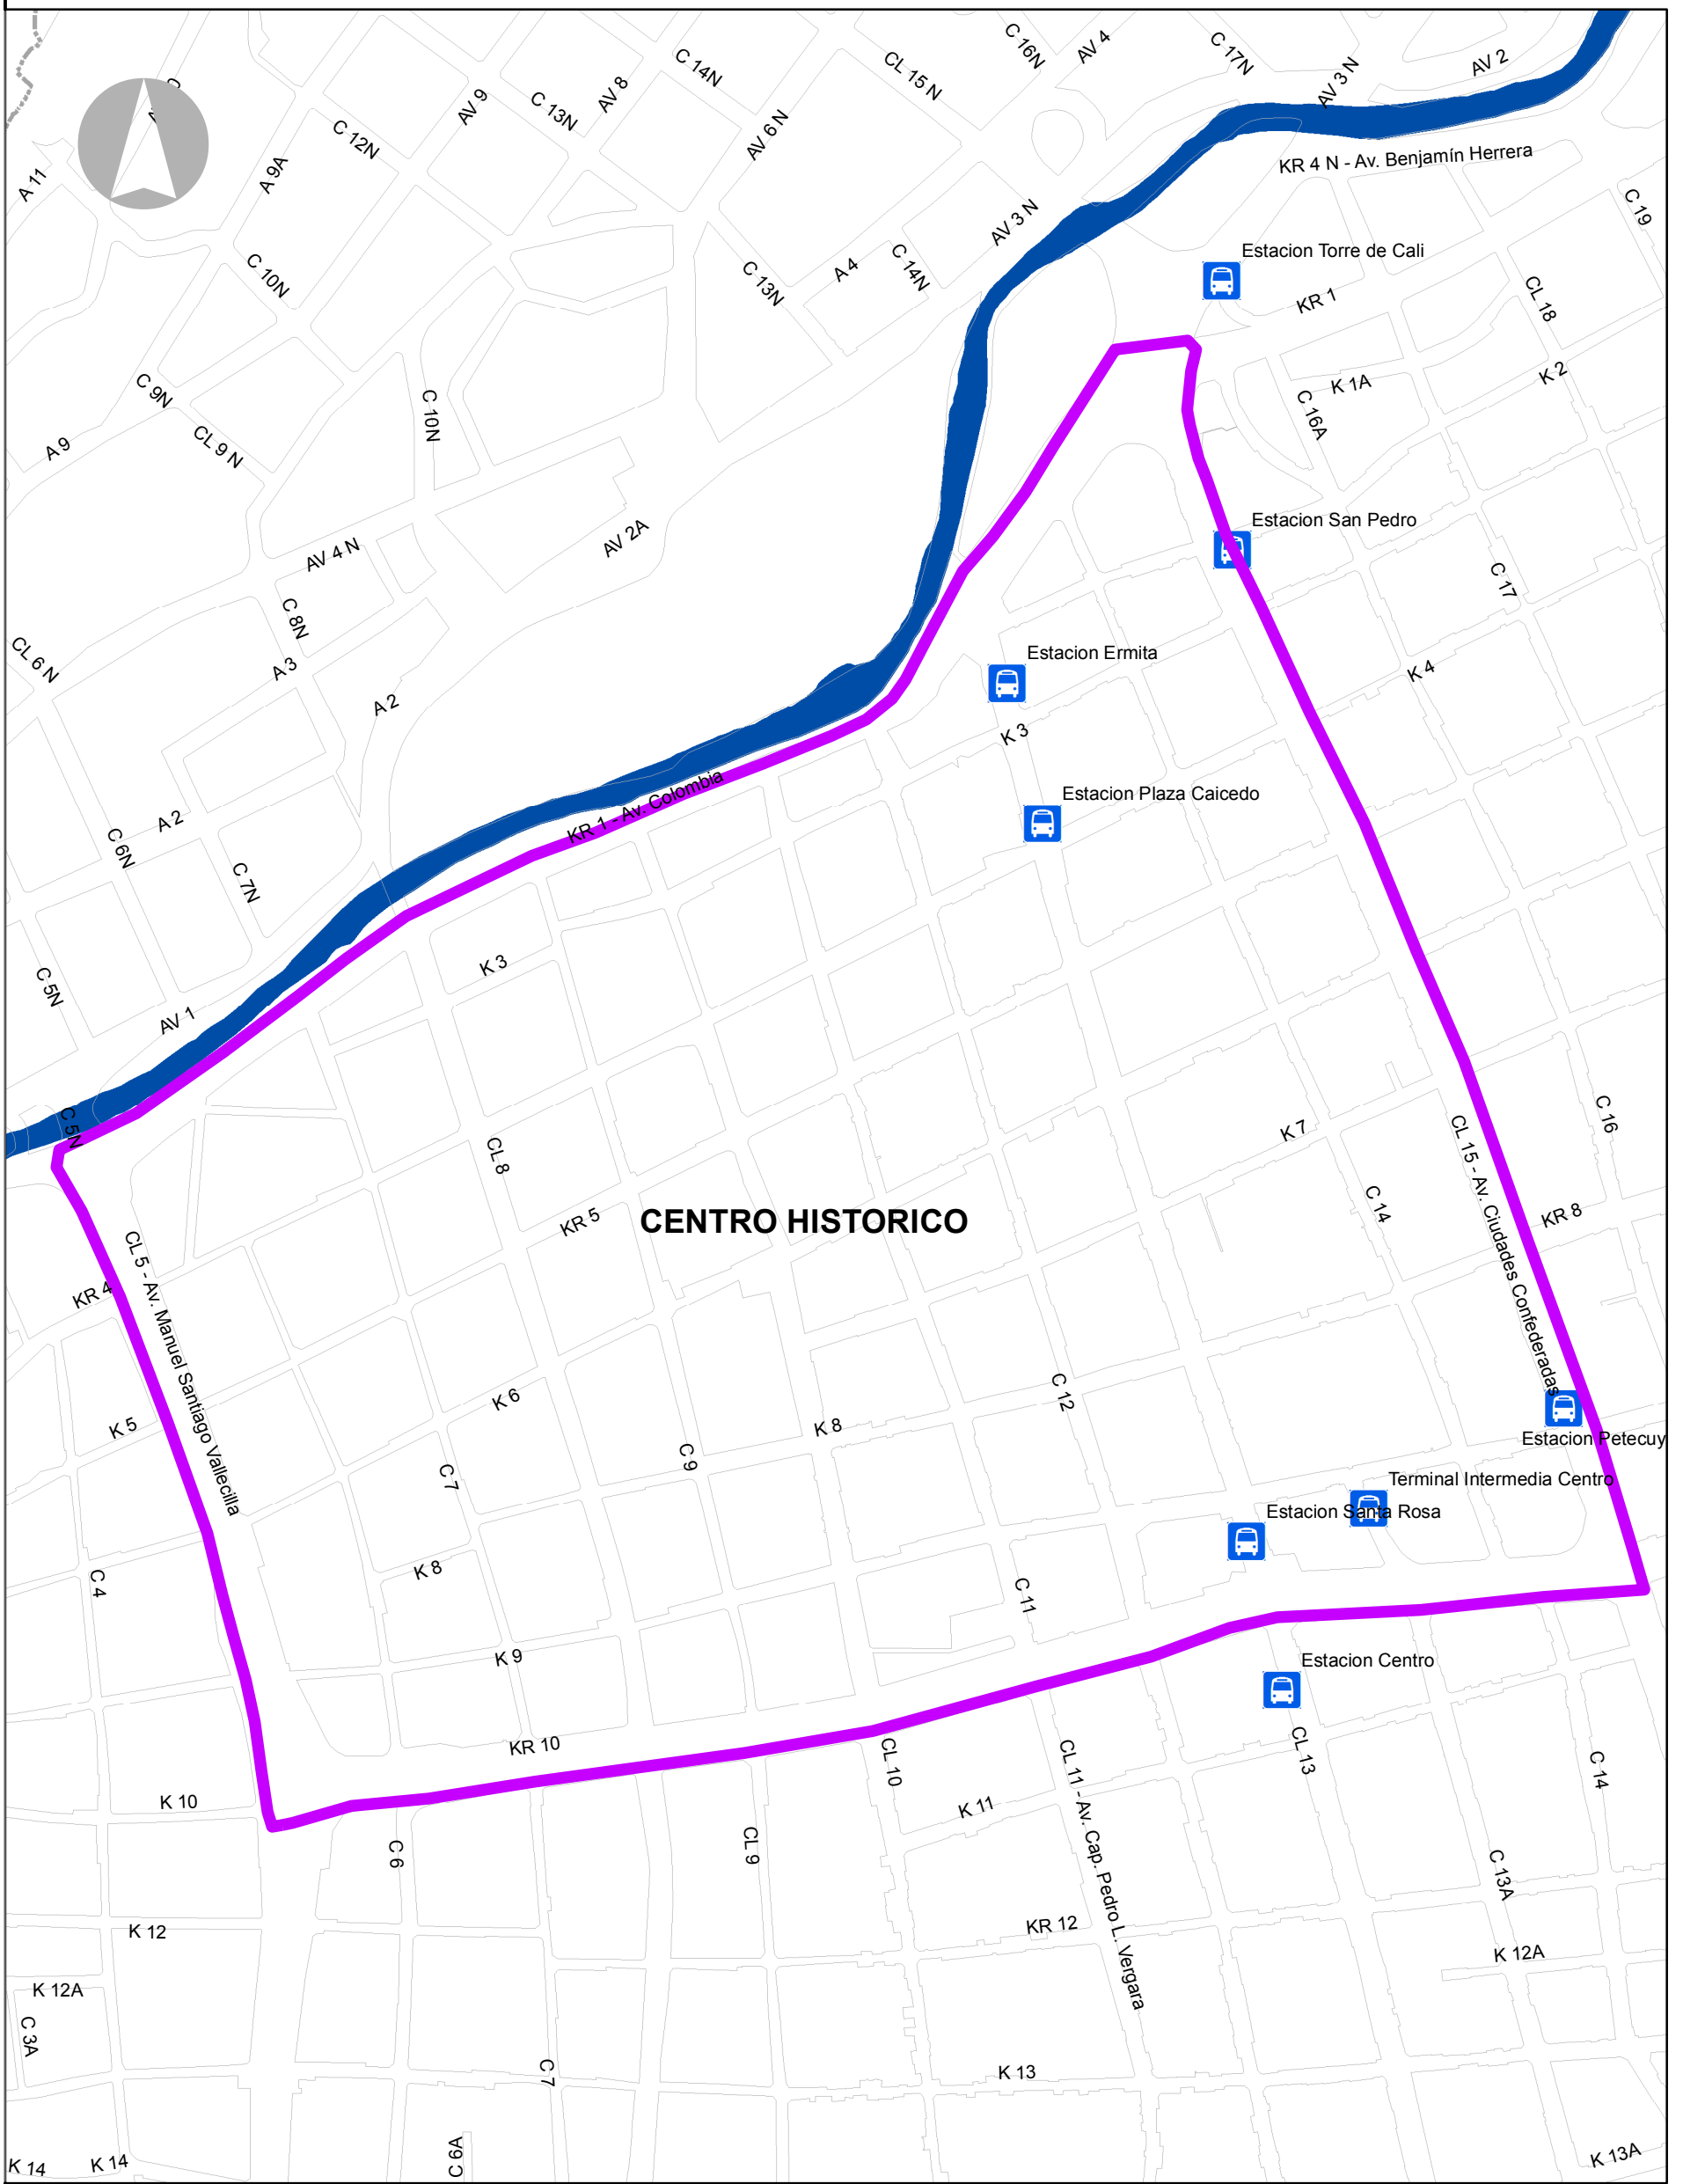 C 16N
AV 4
C 17N
AV 3 N
AV 2
C 14N
CL 15 N
AV 8
C 13N
AV 9
AV 6 N
C 12N
A 9A
A 11
KR 4 N - Av. Benjamín Herrera
C 19
AV 3 N
Estacion Torre de Cali
C 10N
C 13N
A 4
C 14N
KR 1
CL 18
C 9N
C 10N
K 1A
K 2
C 16A
A 9
CL 9 N
AV 4 N
AV 2A
Estacion San Pedro
C 17
C 8N
CL 6 N
A 3
A 2
Estacion Ermita
K 4
K 3
KR 1 - Av. Colombia
Estacion Plaza Caicedo
A 2
C 6N
C 7N
K 3
C 5N
AV 1
C 5N
CL 8
K 7
C 16
CL 15 - Av. Ciudades Confederadas
C 14
KR 8
KR 5
CENTRO HISTORICO
CL 5 - Av. Manuel Santiago Vallecilla
KR 4
K 5
K 6
C 12
K 8
C 9
C 7
Estacion Petecuy
Terminal Intermedia Centro
Estacion Santa Rosa
K 8
C 4
C 11
K 9
Estacion Centro
KR 10
CL 10
CL 11 - Av. Cap. Pedro L. Vergara
CL 13
C 14
K 10
K 11
C 6
CL 9
C 13A
K 12
KR 12
K 12A
K 12A
C 3A
C 7
K 13
C 6A
K 14
K 14
K 13A